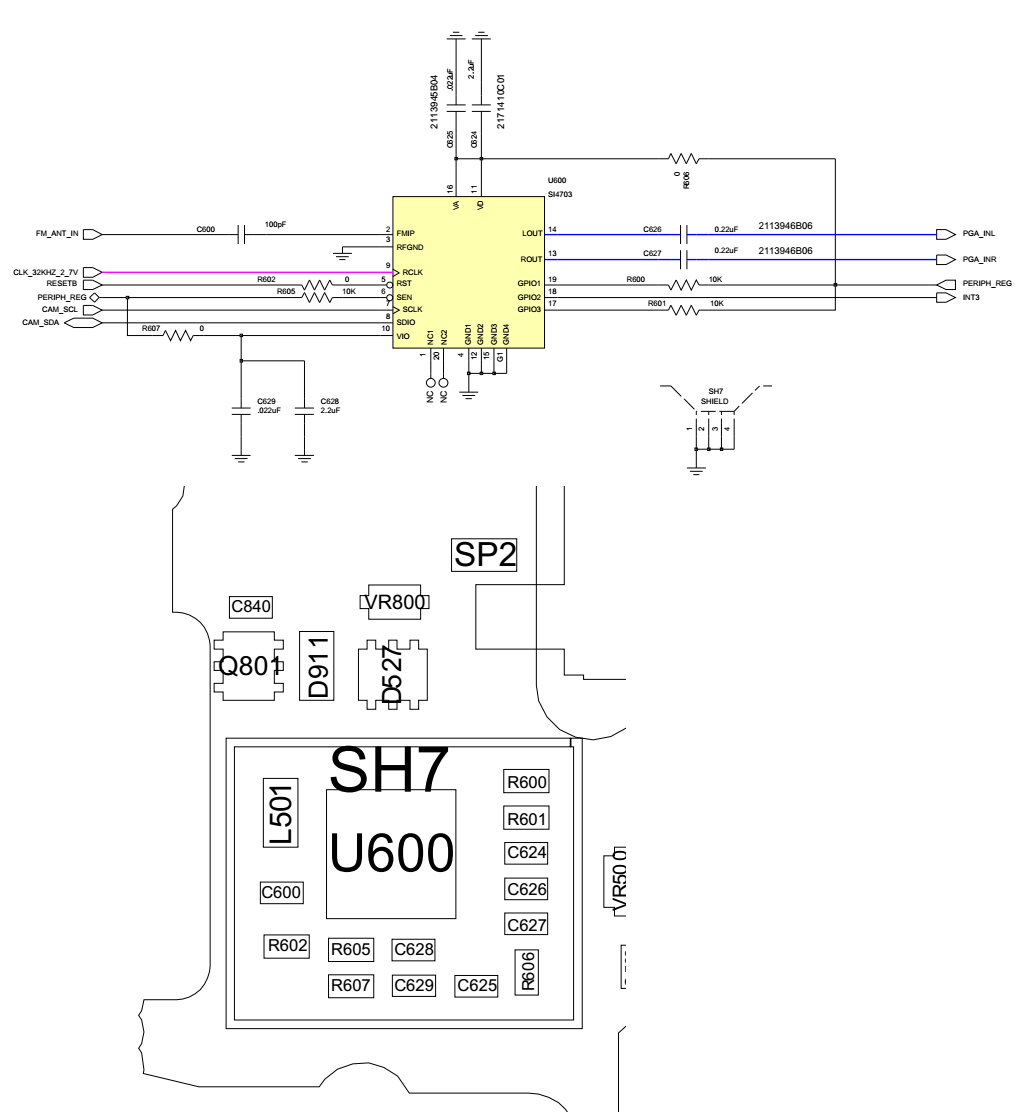 .022uF
2.2uF
2113945B04
2171410C01
C625
C624
0
R606
U600
SI4703
16
11
VA
VD
FM_ANT_IN
C600
100pF
2
FMIP
3
RFGND
LOUT
14
C626
0.22uF
2113946B06
PGA_INL
ROUT
13
C627
0.22uF
2113946B06
PGA_INR
CLK_32KHZ_2_7V
9
RCLK
RESETB
R602
0
5
RST
GPIO1
19
R600
10K
PERIPH_REG
PERIPH_REG
R605
10K
6
SEN
GPIO2
18
INT3
CAM_SCL
7
SCLK
GPIO3
17
R601
10K
CAM_SDA
8
SDIO
R607
0
10
VIO
NC1
NC2
GND1
GND2
GND3
GND4
1
20
4
12
15
G1
NC
NC
C629
.022uF
C628
2.2uF
SH7
SHIELD
1
2
3
4
SP2
C840
VR800
Q801
D911
D527
SH7
L501
U600
R600
R601
C624
C600
C626
C627
R602
R605
C628
R606
R607
C629
C625
VR500